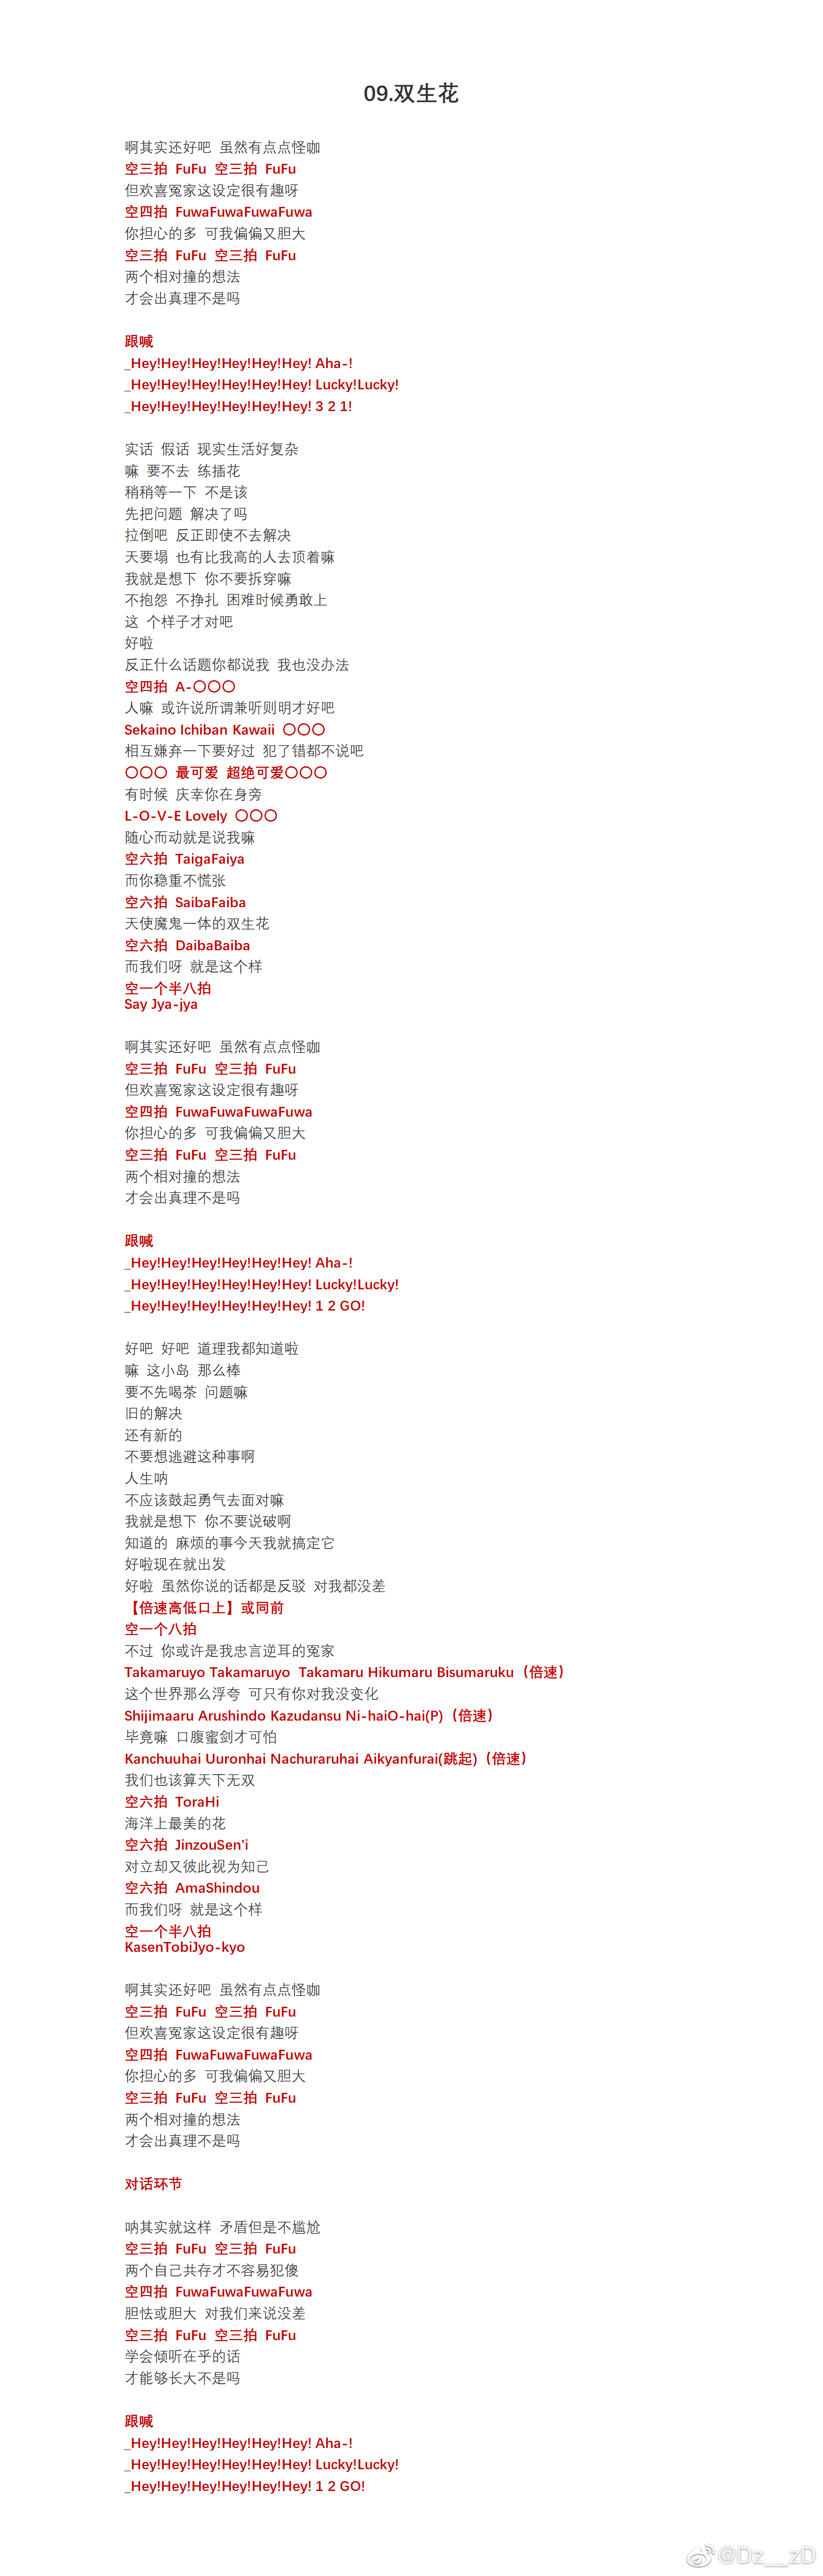 09.双生花
啊其实还好吧 虽然有点点怪咖
空三拍 FuFu 空三拍 FuFu
但欢喜冤家这设定很有趣呀
空四拍 FuwaFuwaFuwaFuwa
你担心的多 可我偏偏又胆大
空三拍 FuFu 空三拍 FuFu
两个相对撞的想法
才会出真理不是吗
跟喊
_Hey!Hey!Hey!Hey!Hey!Hey! Aha-!
_Hey!Hey!Hey!Hey!Hey!Hey! Lucky!Lucky!
_Hey!Hey!Hey!Hey!Hey!Hey! 3 2 1!
实话 假话 现实生活好复杂
嘛 要不去 练插花
稍稍等一下 不是该
先把问题 解决了吗
拉倒吧 反正即使不去解决
天要塌 也有比我高的人去顶着嘛
我就是想下 你不要拆穿嘛
不抱怨 不挣扎 困难时候勇敢上
这 个样子才对吧
好啦
反正什么话题你都说我 我也没办法
空四拍 A-〇〇〇
人嘛 或许说所谓兼听则明才好吧
Sekaino Ichiban Kawaii 〇〇〇
相互嫌弃一下要好过 犯了错都不说吧
〇〇〇 最可爱 超绝可爱〇〇〇
有时候 庆幸你在身旁
L-O-V-E Lovely 〇〇〇
随心而动就是说我嘛
空六拍 TaigaFaiya
而你稳重不慌张
空六拍 SaibaFaiba
天使魔鬼一体的双生花
空六拍 DaibaBaiba
而我们呀 就是这个样
空一个半八拍
Say Jya-jya
啊其实还好吧 虽然有点点怪咖
空三拍 FuFu 空三拍 FuFu
但欢喜冤家这设定很有趣呀
空四拍 FuwaFuwaFuwaFuwa
你担心的多 可我偏偏又胆大
空三拍 FuFu 空三拍 FuFu
两个相对撞的想法
才会出真理不是吗
跟喊
_Hey!Hey!Hey!Hey!Hey!Hey! Aha-!
_Hey!Hey!Hey!Hey!Hey!Hey! Lucky!Lucky!
_Hey!Hey!Hey!Hey!Hey!Hey! 1 2 GO!
好吧 好吧 道理我都知道啦
嘛 这小岛 那么棒
要不先喝茶 问题嘛
旧的解决
还有新的
不要想逃避这种事啊
人生呐
不应该鼓起勇气去面对嘛
我就是想下 你不要说破啊
知道的 麻烦的事今天我就搞定它
好啦现在就出发
好啦 虽然你说的话都是反驳 对我都没差
【倍速高低口上】或同前
空一个八拍
不过 你或许是我忠言逆耳的冤家
Takamaruyo Takamaruyo Takamaru Hikumaru Bisumaruku（倍速）
这个世界那么浮夸 可只有你对我没变化
Shijimaaru Arushindo Kazudansu Ni-haiO-hai(P)（倍速）
毕竟嘛 口腹蜜剑才可怕
Kanchuuhai Uuronhai Nachuraruhai Aikyanfurai(跳起)（倍速）
我们也该算天下无双
空六拍 ToraHi
海洋上最美的花
空六拍 JinzouSen'i
对立却又彼此视为知己
空六拍 AmaShindou
而我们呀 就是这个样
空一个半八拍
KasenTobiJyo-kyo
啊其实还好吧 虽然有点点怪咖
空三拍 FuFu 空三拍 FuFu
但欢喜冤家这设定很有趣呀
空四拍 FuwaFuwaFuwaFuwa
你担心的多 可我偏偏又胆大
空三拍 FuFu 空三拍 FuFu
两个相对撞的想法
才会出真理不是吗
对话环节
呐其实就这样 矛盾但是不尴尬
空三拍 FuFu 空三拍 FuFu
两个自己共存才不容易犯傻
空四拍 FuwaFuwaFuwaFuwa
胆怯或胆大 对我们来说没差
空三拍 FuFu 空三拍 FuFu
学会倾听在乎的话
才能够长大不是吗
跟喊
_Hey!Hey!Hey!Hey!Hey!Hey! Aha-!
_Hey!Hey!Hey!Hey!Hey!Hey! Lucky!Lucky!
_Hey!Hey!Hey!Hey!Hey!Hey! 1 2 GO!
@Dz__zD